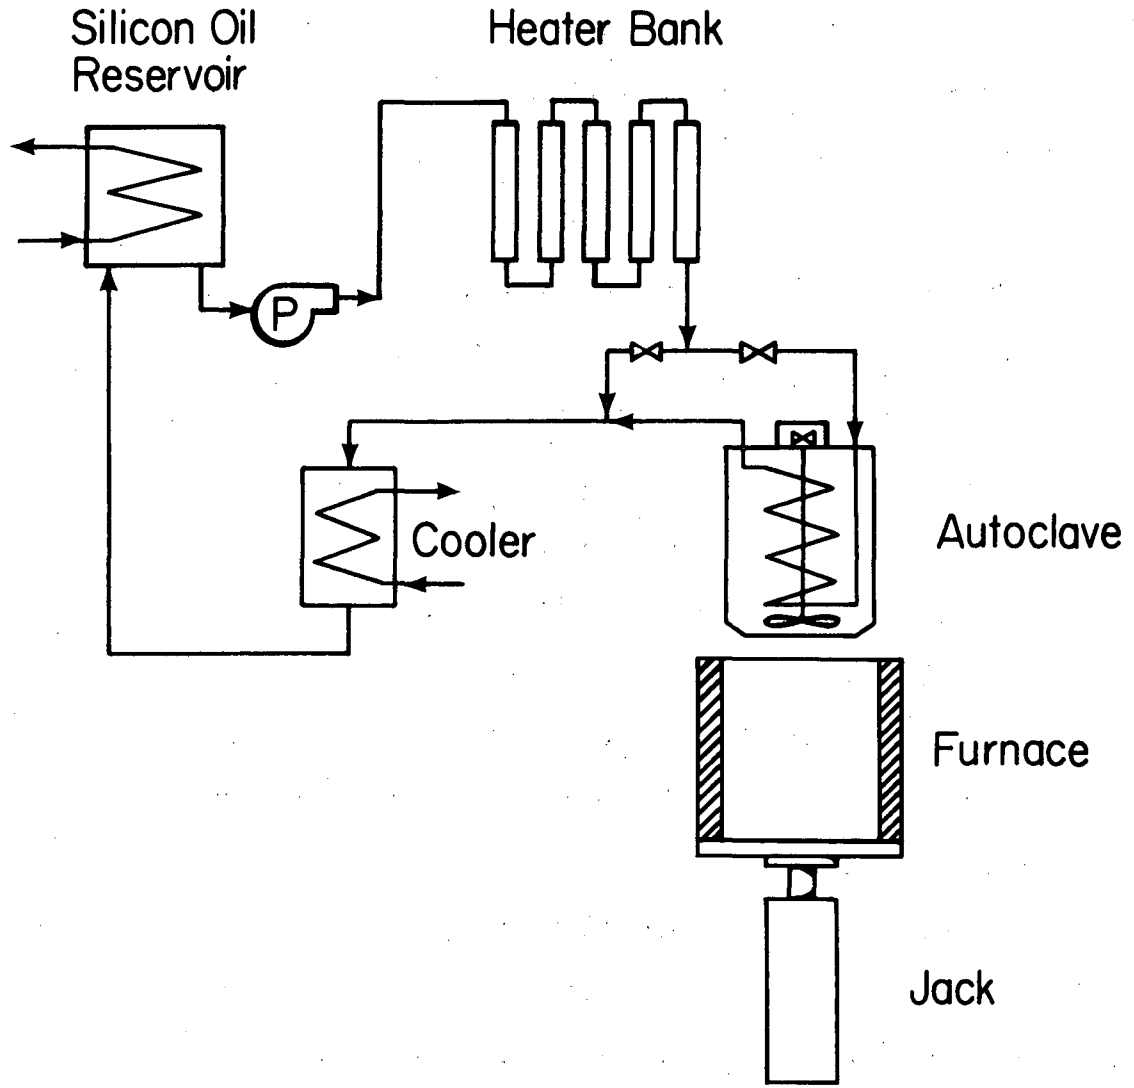 Silicon Oil
Reservoir
Heater Bank
P
Cooler
Autoclave
Furnace
Jack